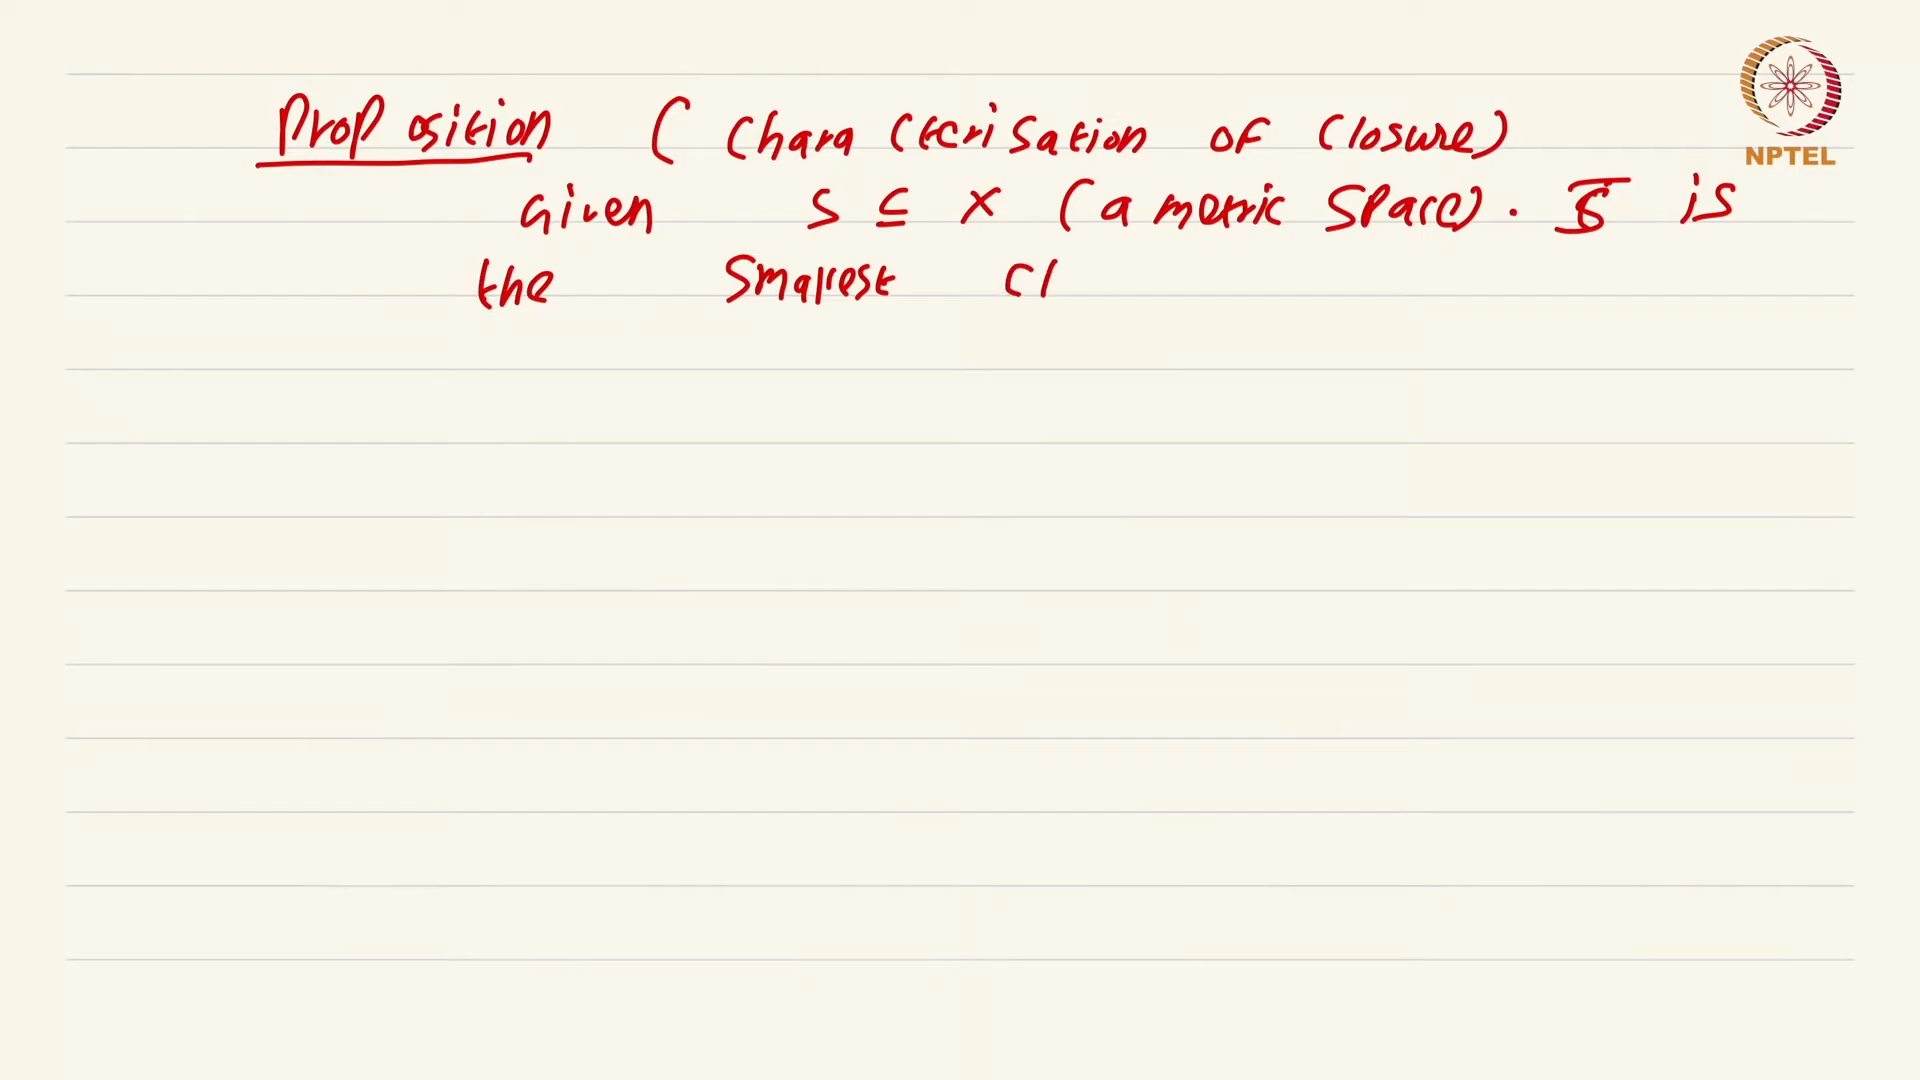 Proposition (Characterisation of closure)
NPTEL
Given S ⊆ X (a metric space). S̅ is
the smallest cl